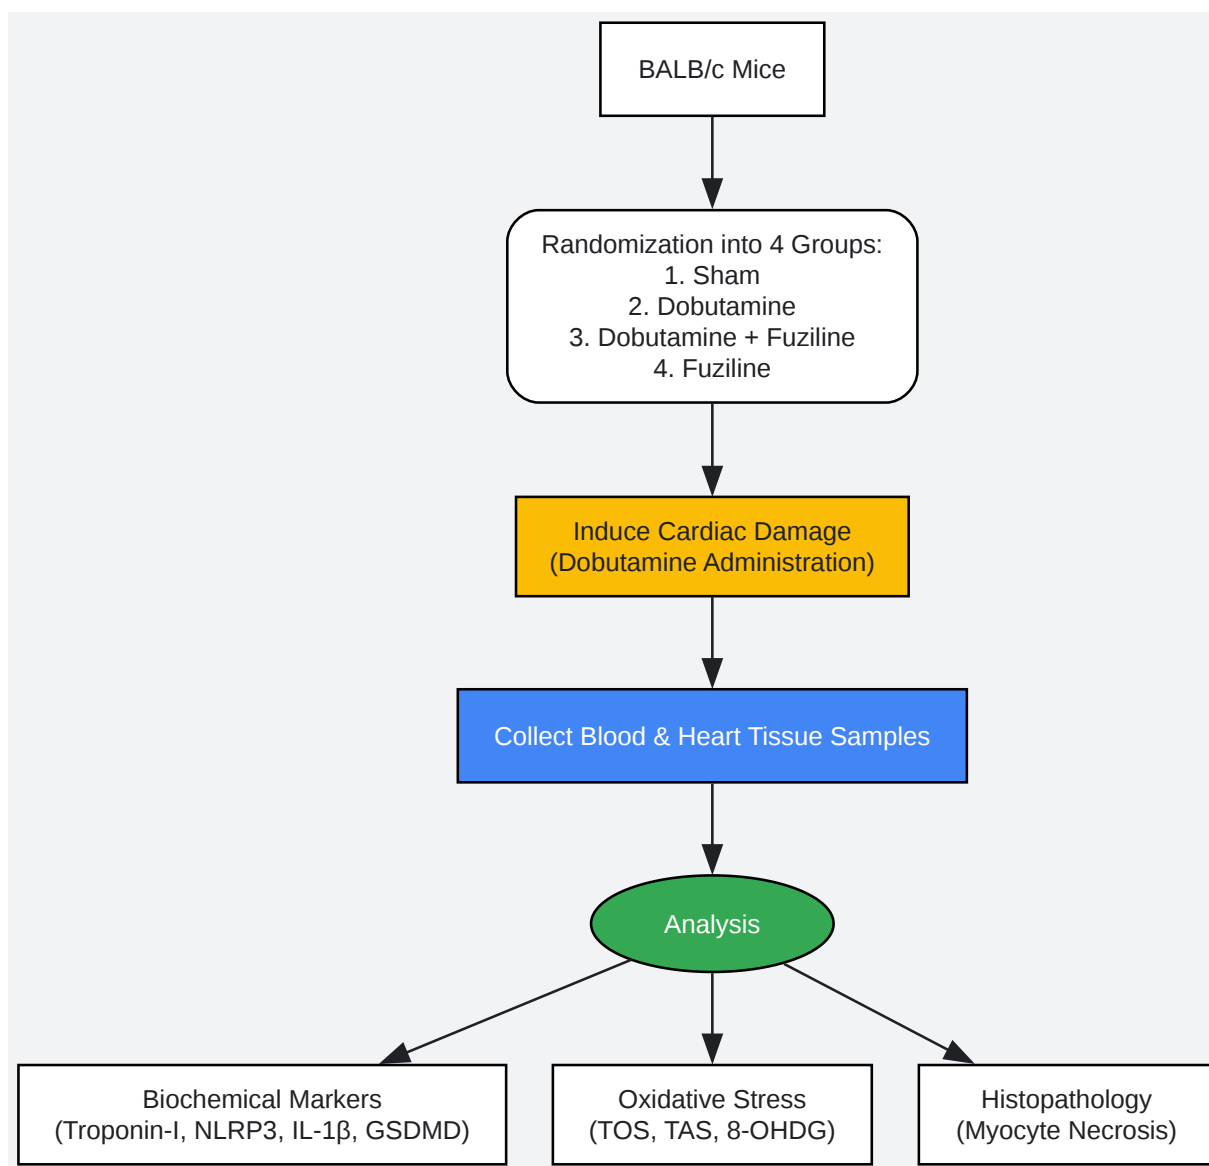 BALB/c Mice
Randomization into 4 Groups:
1. Sham
2. Dobutamine
3. Dobutamine + Fuziline
4. Fuziline
Induce Cardiac Damage
(Dobutamine Administration)
Collect Blood & Heart Tissue Samples
Analysis
Biochemical Markers
(Troponin-I, NLRP3, IL-1β, GSDMD)
Oxidative Stress
(TOS, TAS, 8-OHDG)
Histopathology
(Myocyte Necrosis)